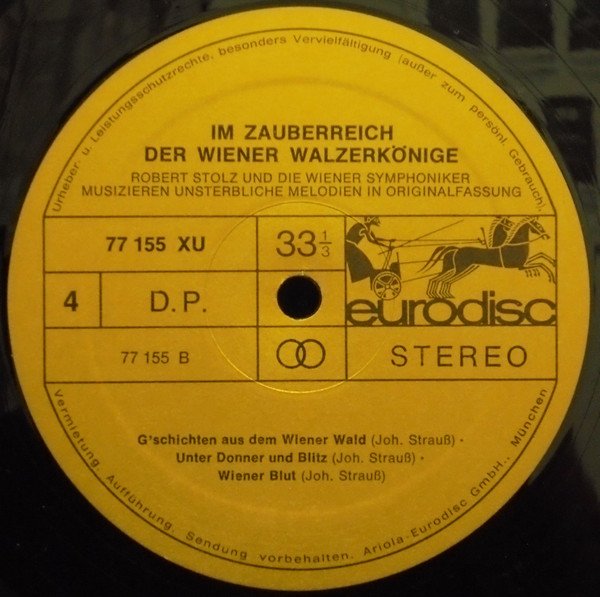 Urheber- u. Leistungsschutzrechte, besonders Vervielfältigung (außer zum persönl. Gebrauch),
IM ZAUBERREICH
DER WIENER WALZERKÖNIGE
ROBERT STOLZ UND DIE WIENER SYMPHONIKER
MUSIZIEREN UNSTERBLICHE MELODIEN IN ORIGINALFASSUNG
77 155 XU
33 1/3
4
D.P.
eurodisc
77 155 B
STEREO
G'schichten aus dem Wiener Wald (Joh. Strauß) ·
Unter Donner und Blitz (Joh. Strauß) ·
Wiener Blut (Joh. Strauß)
Vermietung, Aufführung, Sendung vorbehalten. Ariola-Eurodisc GmbH., München